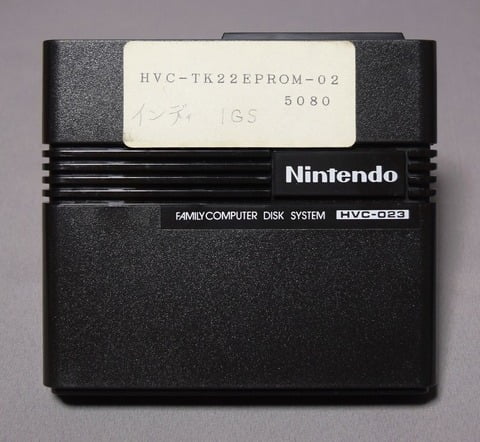 HVC-TK22EPROM-02
5080
インディ IGS
Nintendo
FAMILY COMPUTER DISK SYSTEM HVC-023